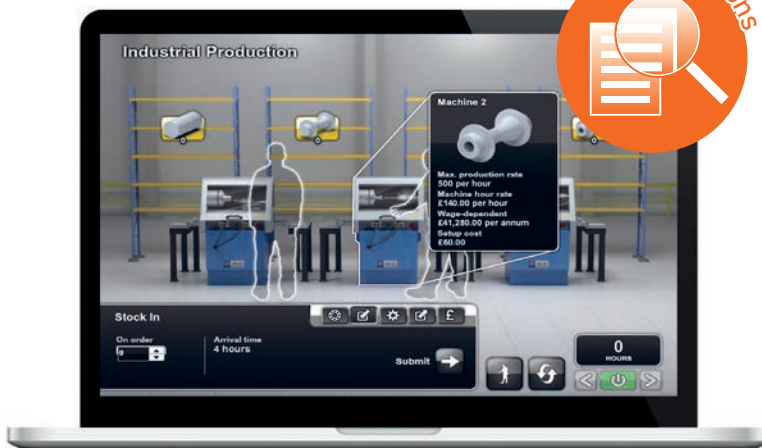 Industrial Production
Machine 2
Max. production rate
500 per hour
Machine hour rate
£140.00 per hour
Wage-dependent
£41,280.00 per annum
Setup cost
£60.00
Stock In
On order
0
Arrival time
4 hours
£
Submit
0
HOURS